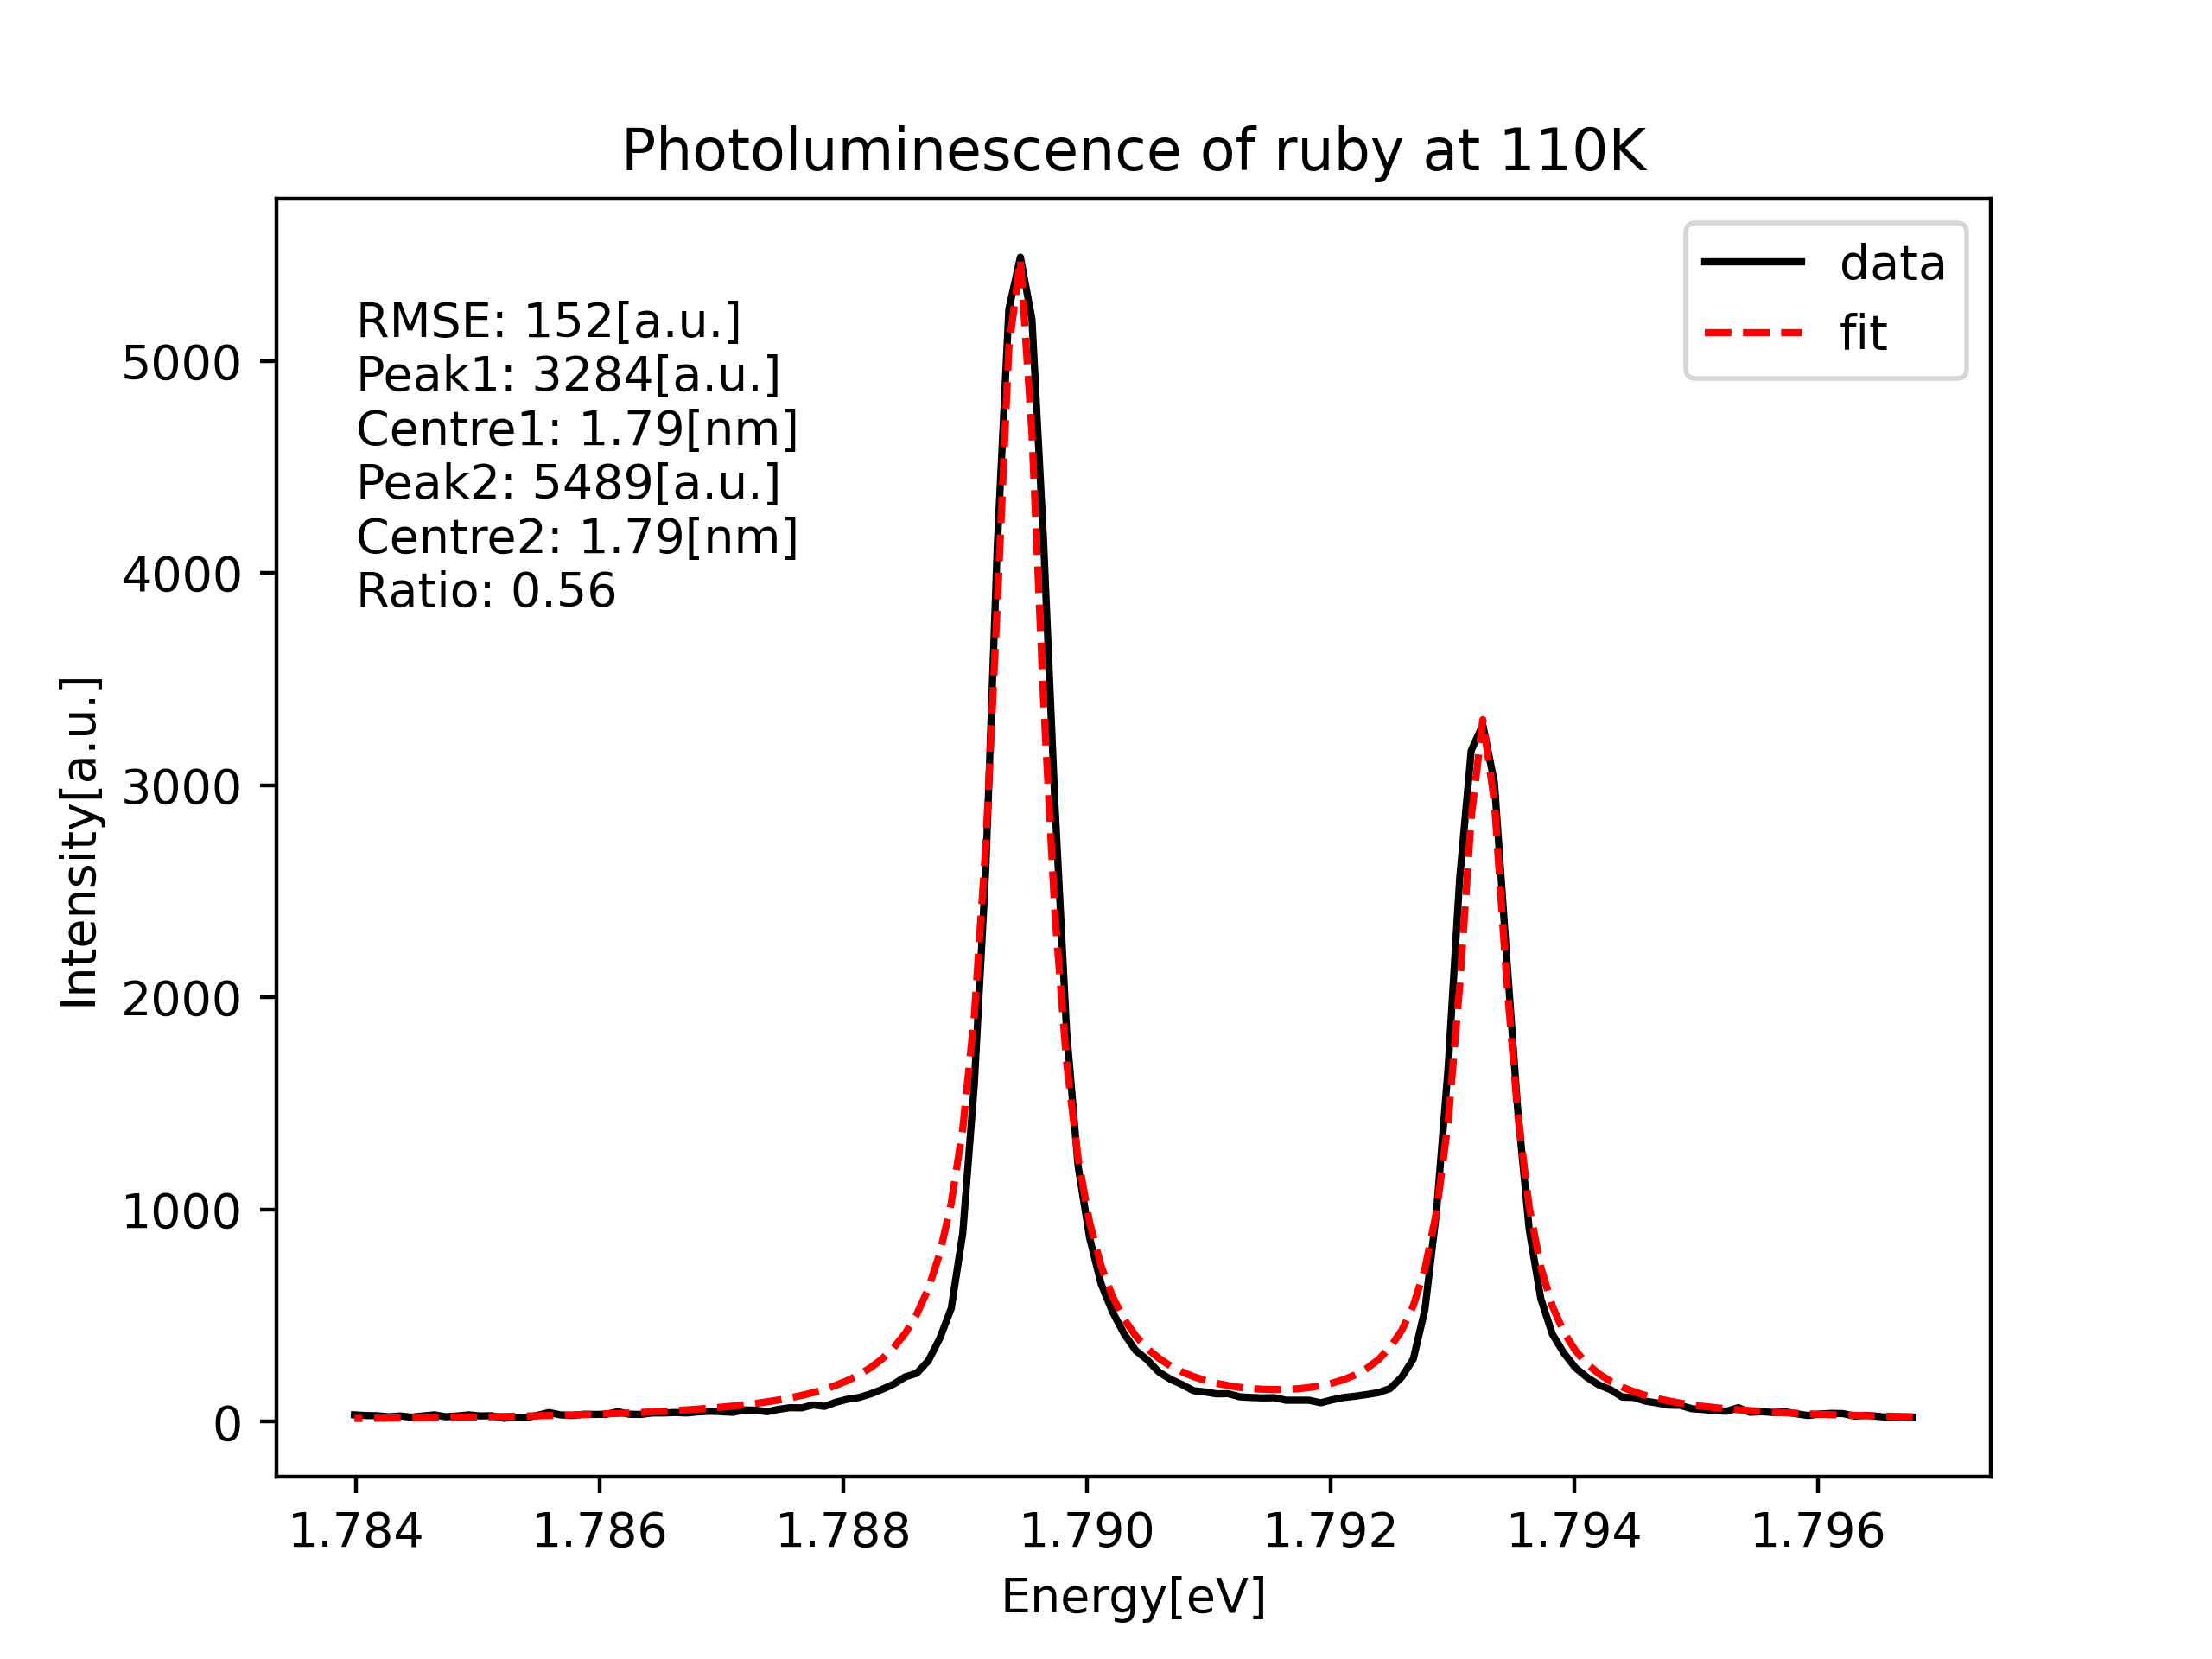 Photoluminescence of ruby at 110K
data
fit
RMSE: 152[a.u.]
Peak1: 3284[a.u.]
Centre1: 1.79[nm]
Peak2: 5489[a.u.]
Centre2: 1.79[nm]
Ratio: 0.56
Intensity[a.u.]
5000
4000
3000
2000
1000
0
1.784 1.786 1.788 1.790 1.792 1.794 1.796
Energy[eV]